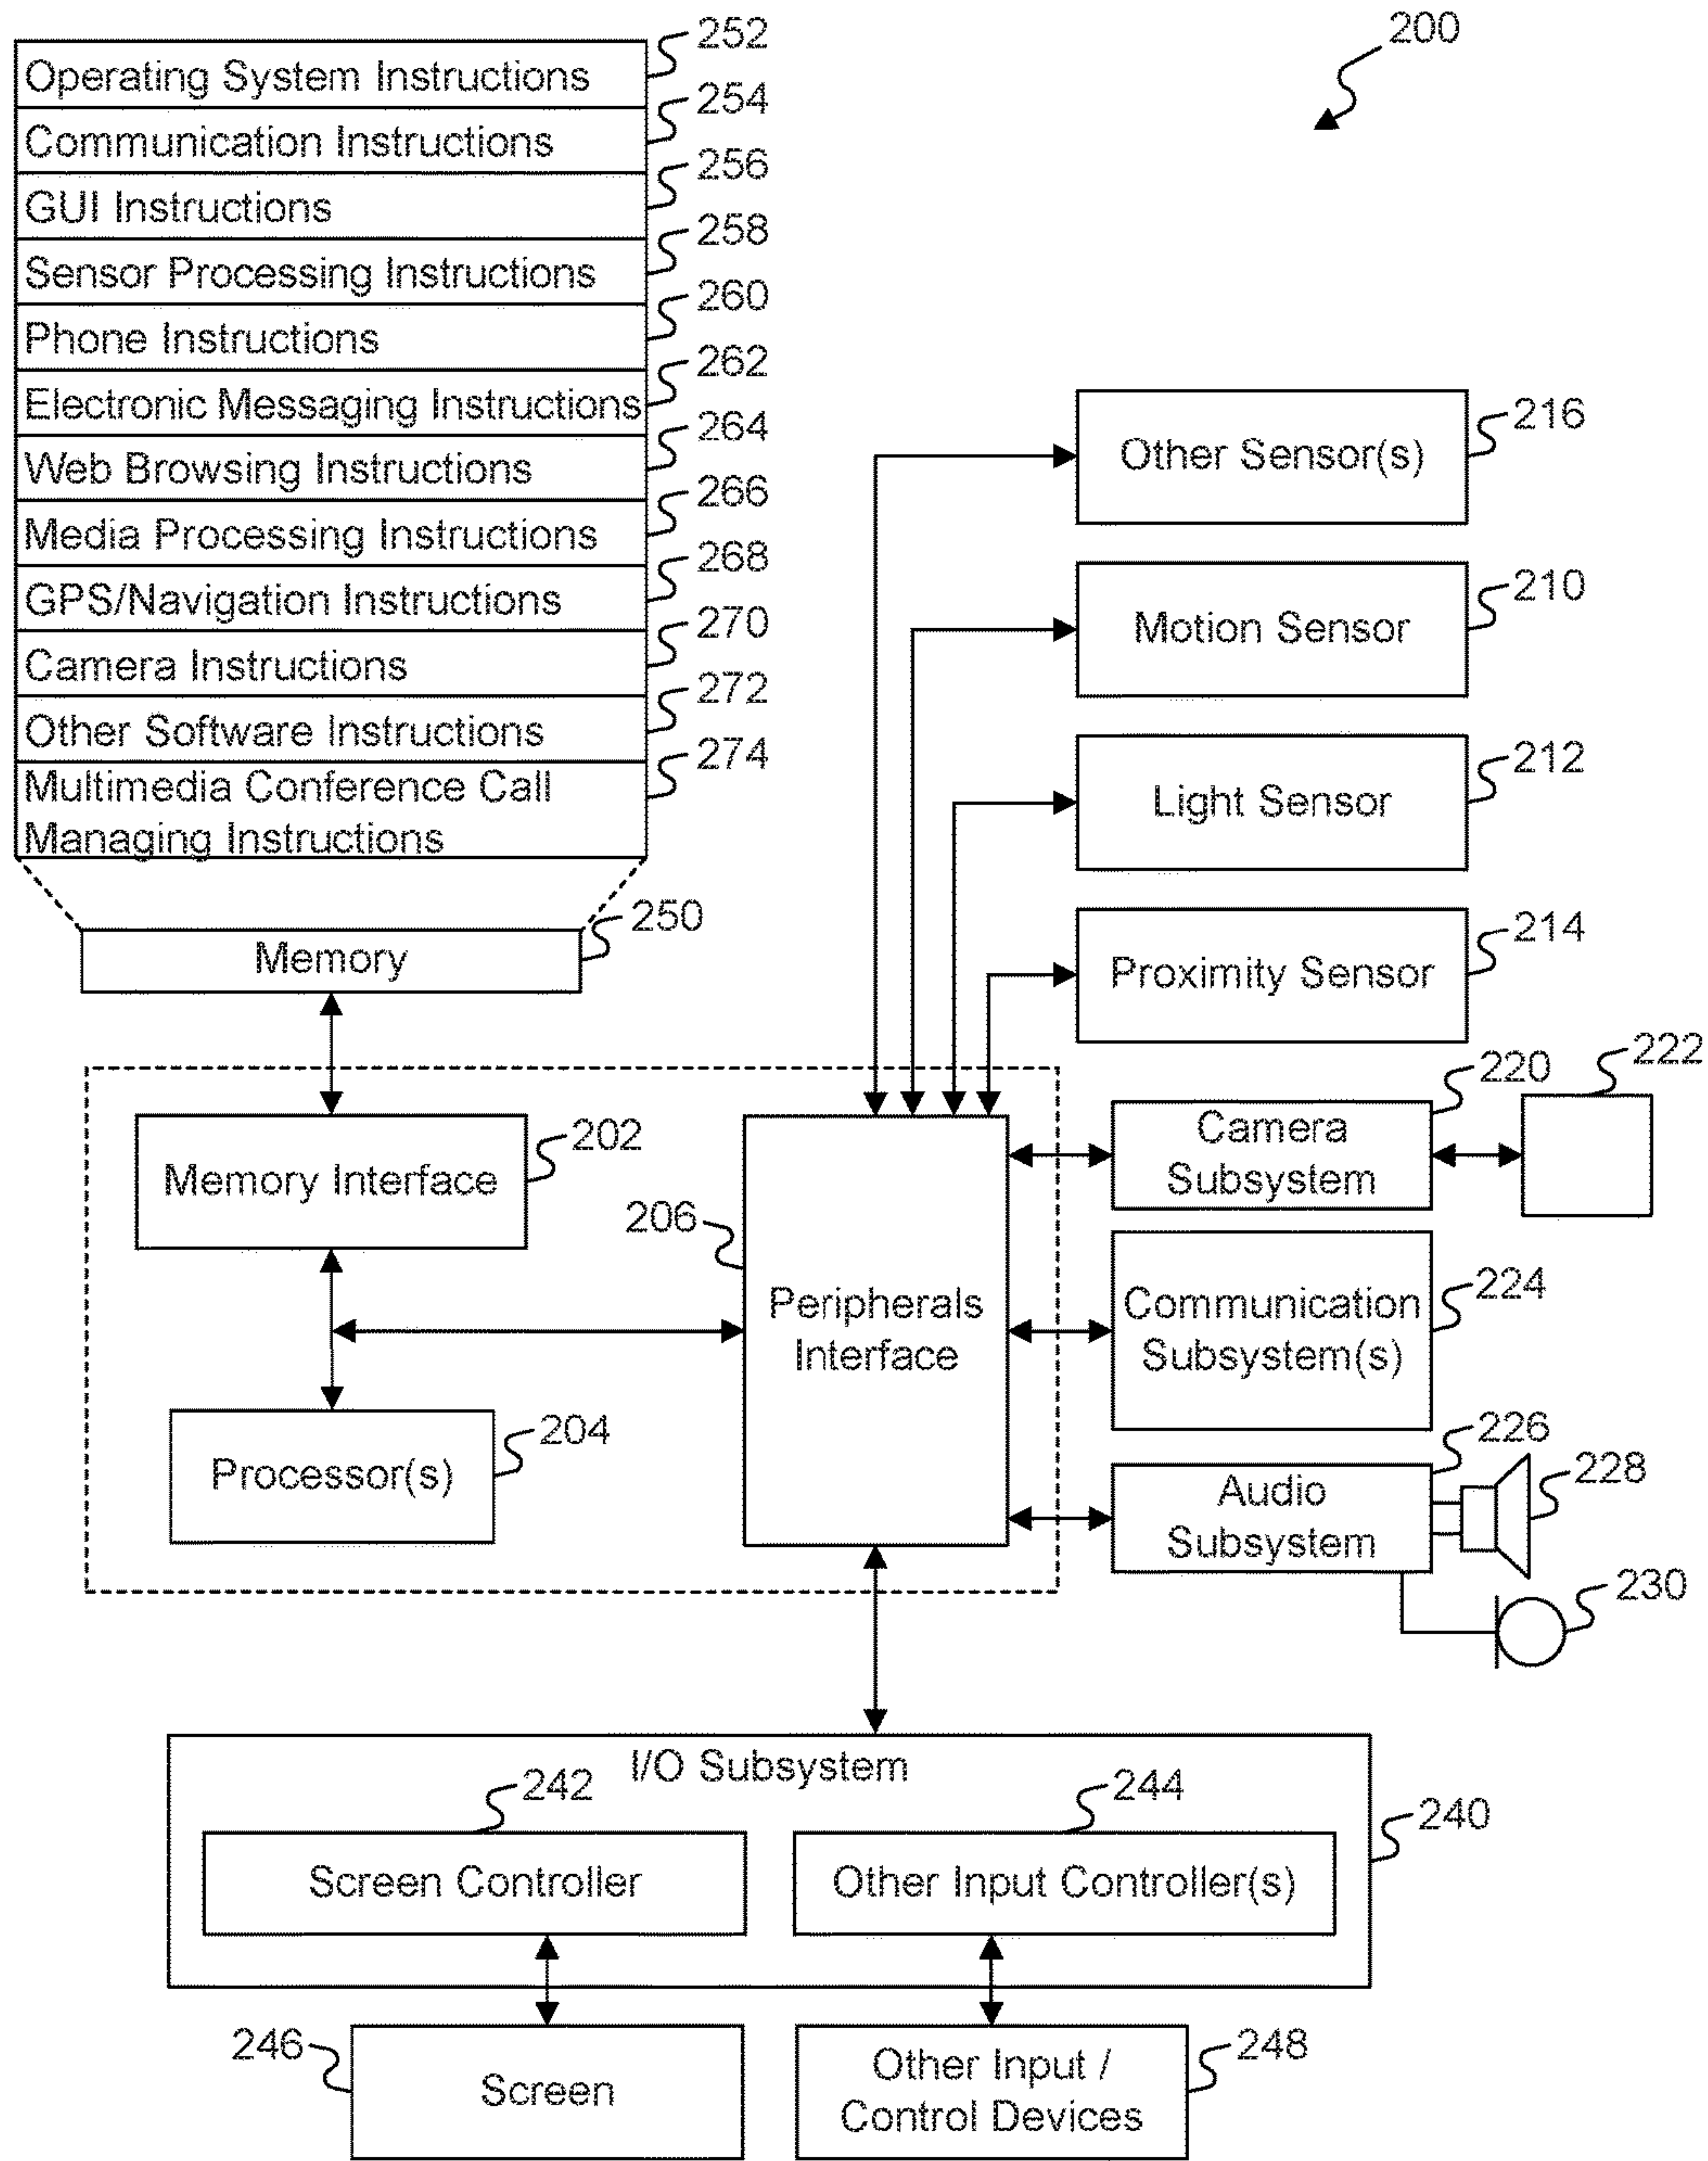 200
252
Operating System Instructions
254
Communication Instructions
256
GUI Instructions
258
Sensor Processing Instructions
260
Phone Instructions
262
Electronic Messaging Instructions
264
Web Browsing Instructions
266
Media Processing Instructions
268
GPS/Navigation Instructions
270
Camera Instructions
272
Other Software Instructions
274
Multimedia Conference Call
Managing Instructions
250
Memory
216
Other Sensor(s)
210
Motion Sensor
212
Light Sensor
214
Proximity Sensor
202
Memory Interface
206
Peripherals
Interface
204
Processor(s)
220
222
Camera
Subsystem
224
Communication
Subsystem(s)
226
228
Audio
Subsystem
230
I/O Subsystem
240
242
Screen Controller
244
Other Input Controller(s)
246
Screen
248
Other Input /
Control Devices